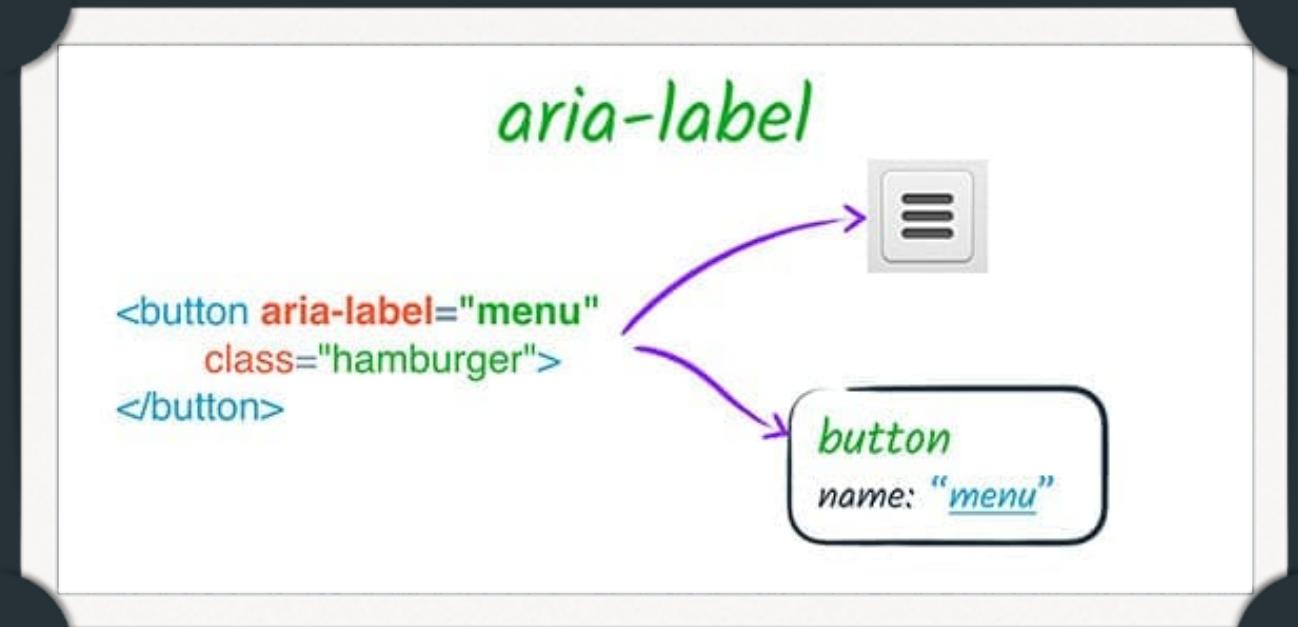 aria-label
<button aria-label="menu"
class="hamburger">
</button>
button
name: “menu”